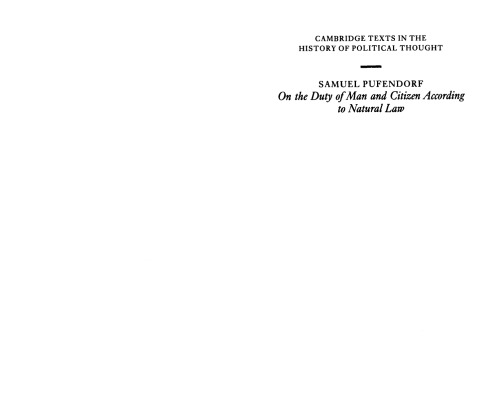 CAMBRIDGE TEXTS IN THE
HISTORY OF POLITICAL THOUGHT
SAMUEL PUFENDORF
On the Duty of Man and Citizen According
to Natural Law